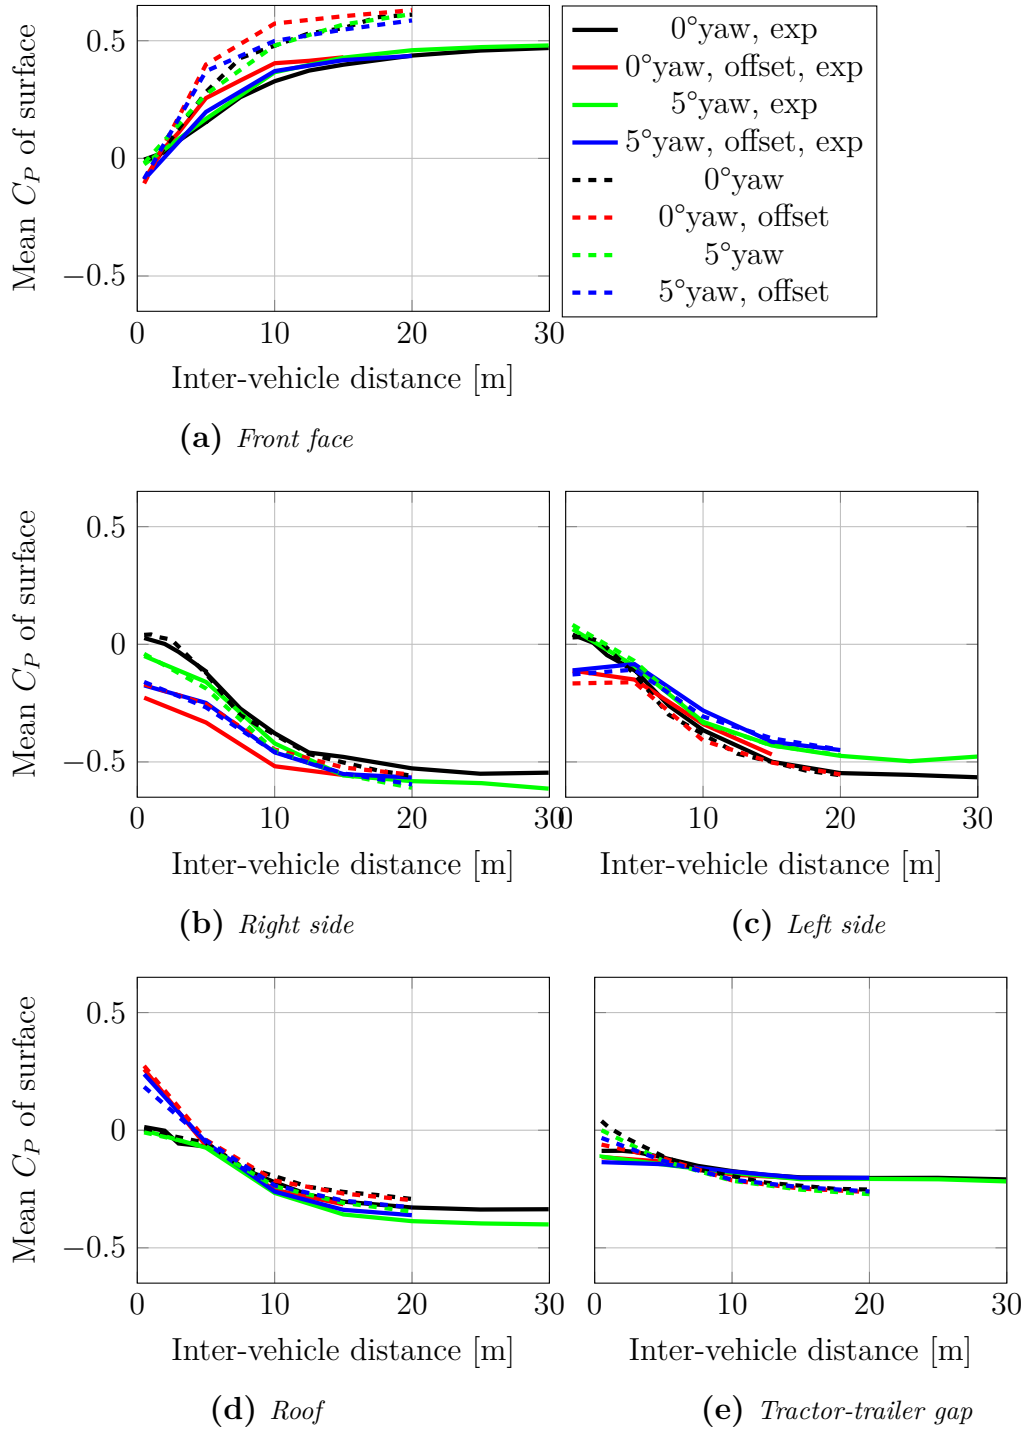 Mean C_P of surface
0.5
0
−0.5
0 10 20 30
Inter-vehicle distance [m]
(a) Front face
0°yaw, exp
0°yaw, offset, exp
5°yaw, exp
5°yaw, offset, exp
0°yaw
0°yaw, offset
5°yaw
5°yaw, offset
Mean C_P of surface
0.5
0
−0.5
0 10 20 30
Inter-vehicle distance [m]
(b) Right side
0 10 20 30
Inter-vehicle distance [m]
(c) Left side
Mean C_P of surface
0.5
0
−0.5
0 10 20 30
Inter-vehicle distance [m]
(d) Roof
0 10 20 30
Inter-vehicle distance [m]
(e) Tractor-trailer gap